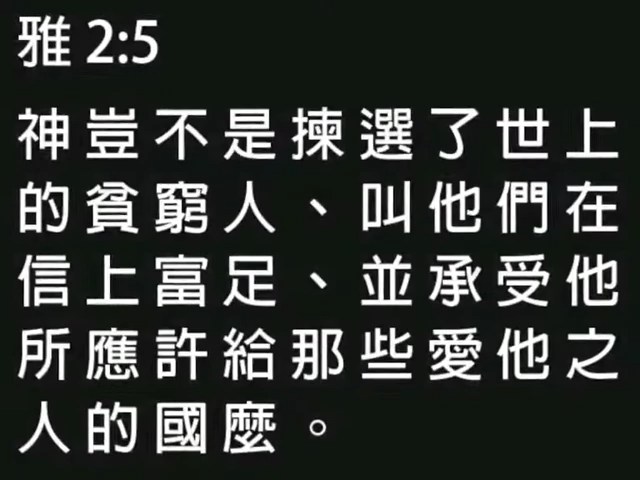 雅 2:5
神豈不是揀選了世上
的貧窮人、叫他們在
信上富足、並承受他
所應許給那些愛他之
人的國麼。